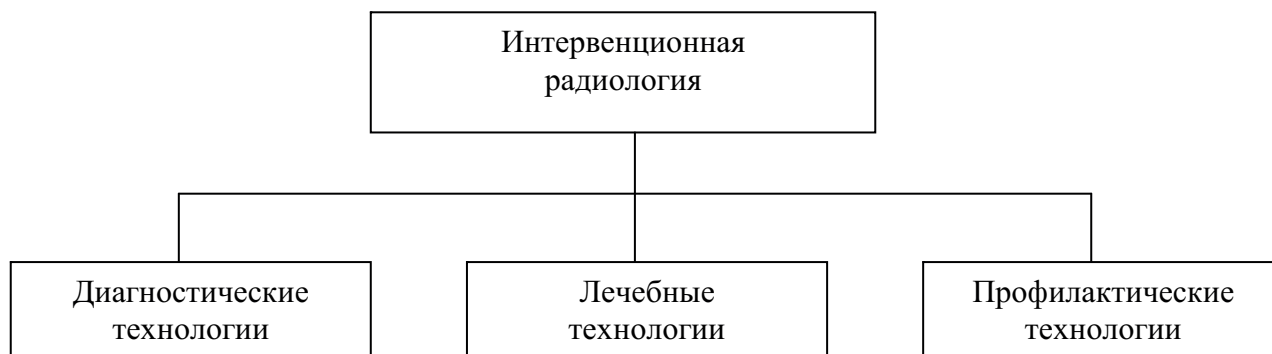 Интервенционная
радиология
Диагностические
технологии
Лечебные
технологии
Профилактические
технологии